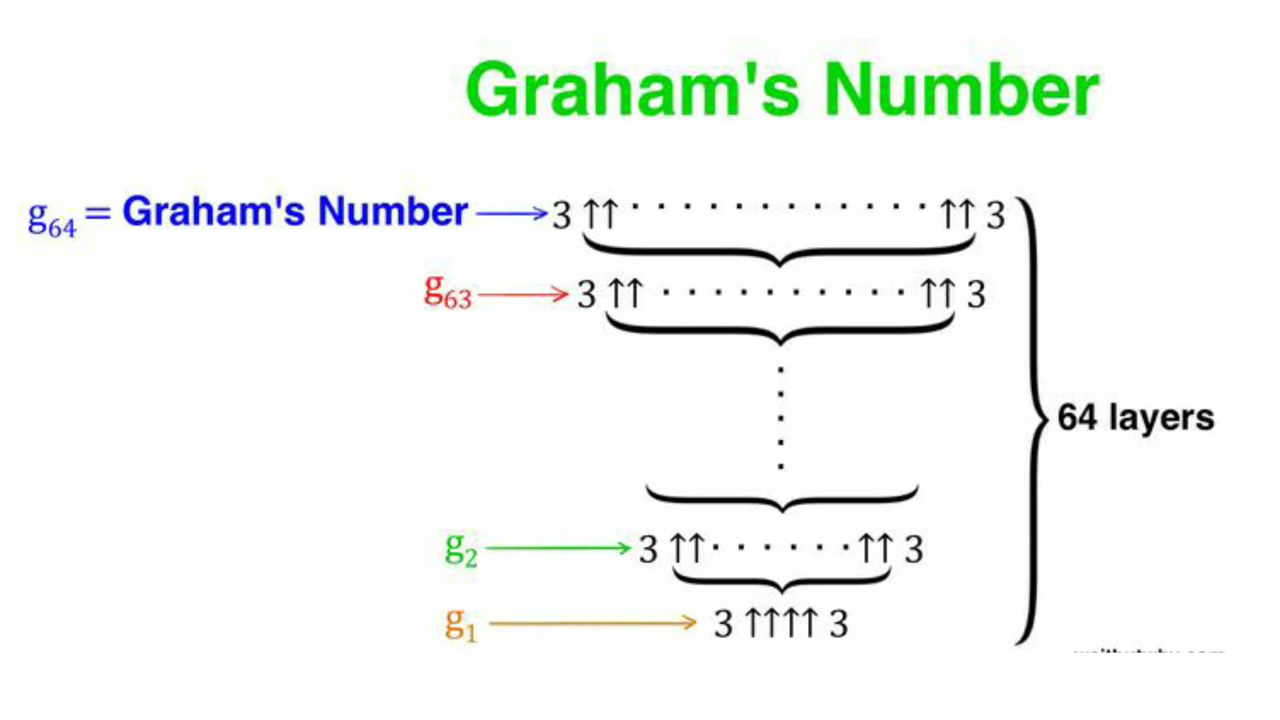 Graham's Number
g₆₄ = Graham's Number → 3 ↑↑ · · · · · · · · · · · · ↑↑ 3
g₆₃ → 3 ↑↑ · · · · · · · · · · ↑↑ 3
64 layers
g₂ → 3 ↑↑ · · · · · · ↑↑ 3
g₁ → 3 ↑↑↑↑ 3